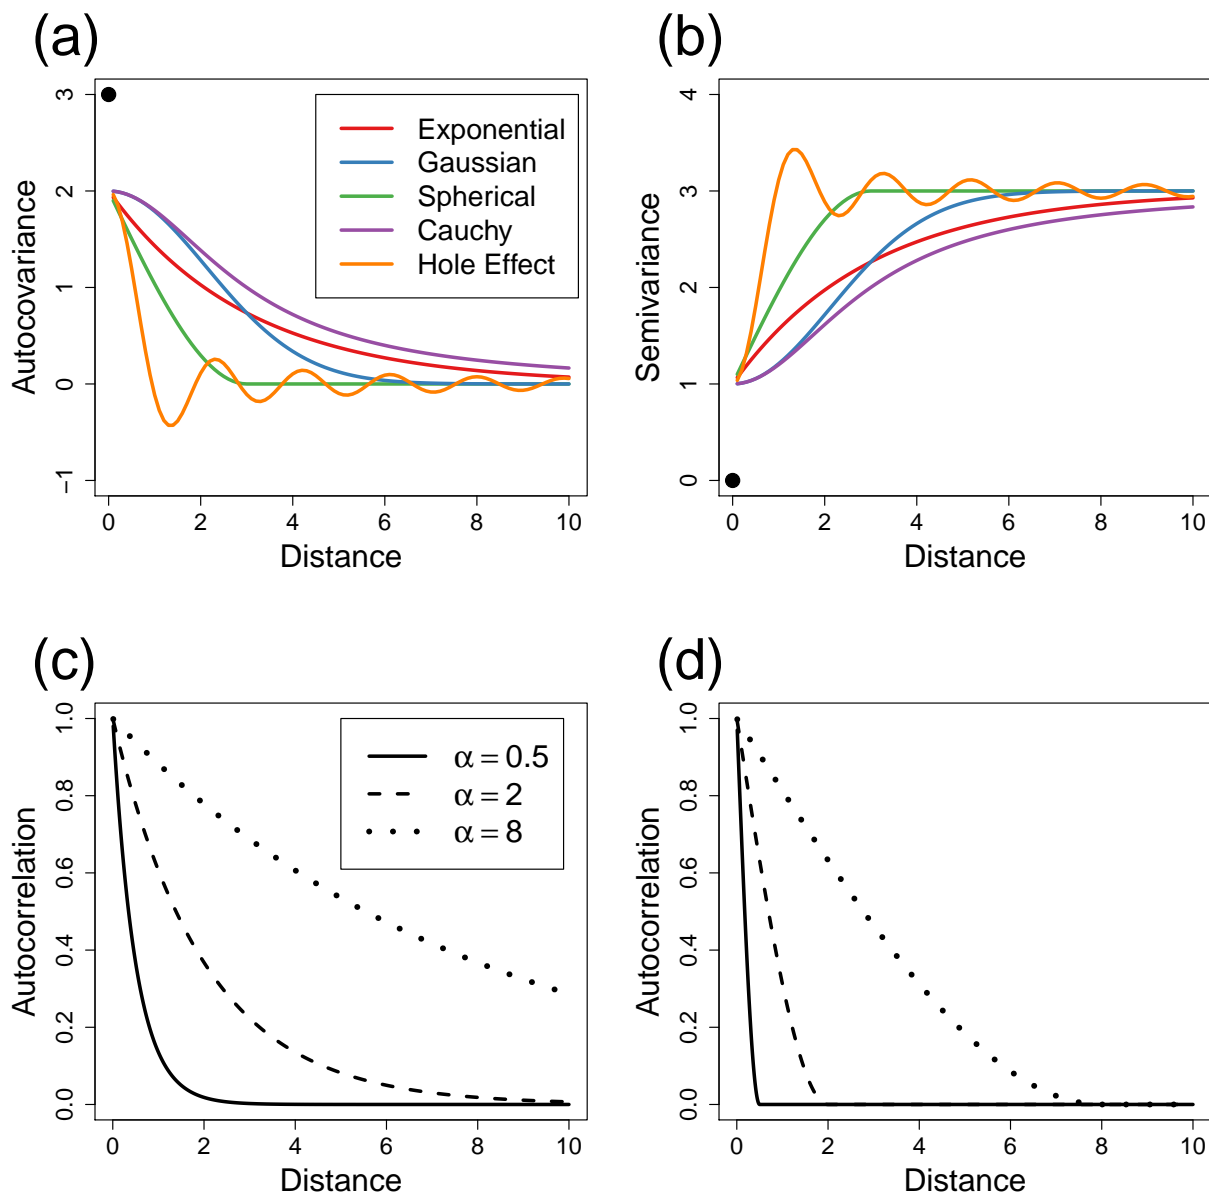 (a)
Autocovariance
3
2
1
0
−1
Exponential
Gaussian
Spherical
Cauchy
Hole Effect
0 2 4 6 8 10
Distance
(b)
Semivariance
4
3
2
1
0
0 2 4 6 8 10
Distance
(c)
Autocorrelation
1.0
0.8
0.6
0.4
0.2
0.0
α = 0.5
α = 2
α = 8
0 2 4 6 8 10
Distance
(d)
Autocorrelation
1.0
0.8
0.6
0.4
0.2
0.0
0 2 4 6 8 10
Distance